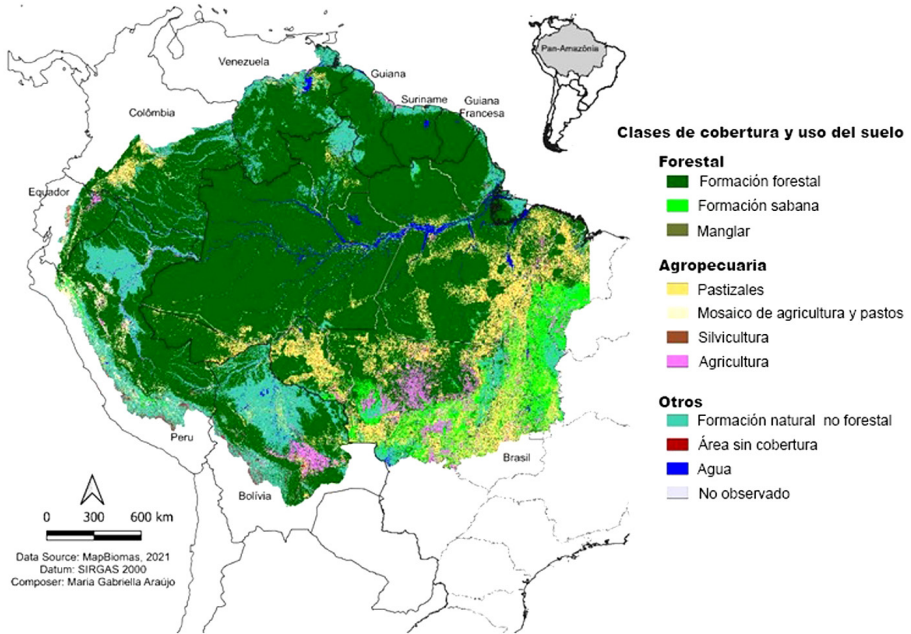 Venezuela
Guiana
Suriname
Guiana
Francesa
Colômbia
Equador
Peru
Bolívia
Brasil
Pan-Amazônia
Clases de cobertura y uso del suelo
Forestal
Formación forestal
Formación sabana
Manglar
Agropecuaria
Pastizales
Mosaico de agricultura y pastos
Silvicultura
Agricultura
Otros
Formación natural no forestal
Área sin cobertura
Agua
No observado
0 300 600 km
Data Source: MapBiomas, 2021
Datum: SIRGAS 2000
Composer: Maria Gabriella Araújo